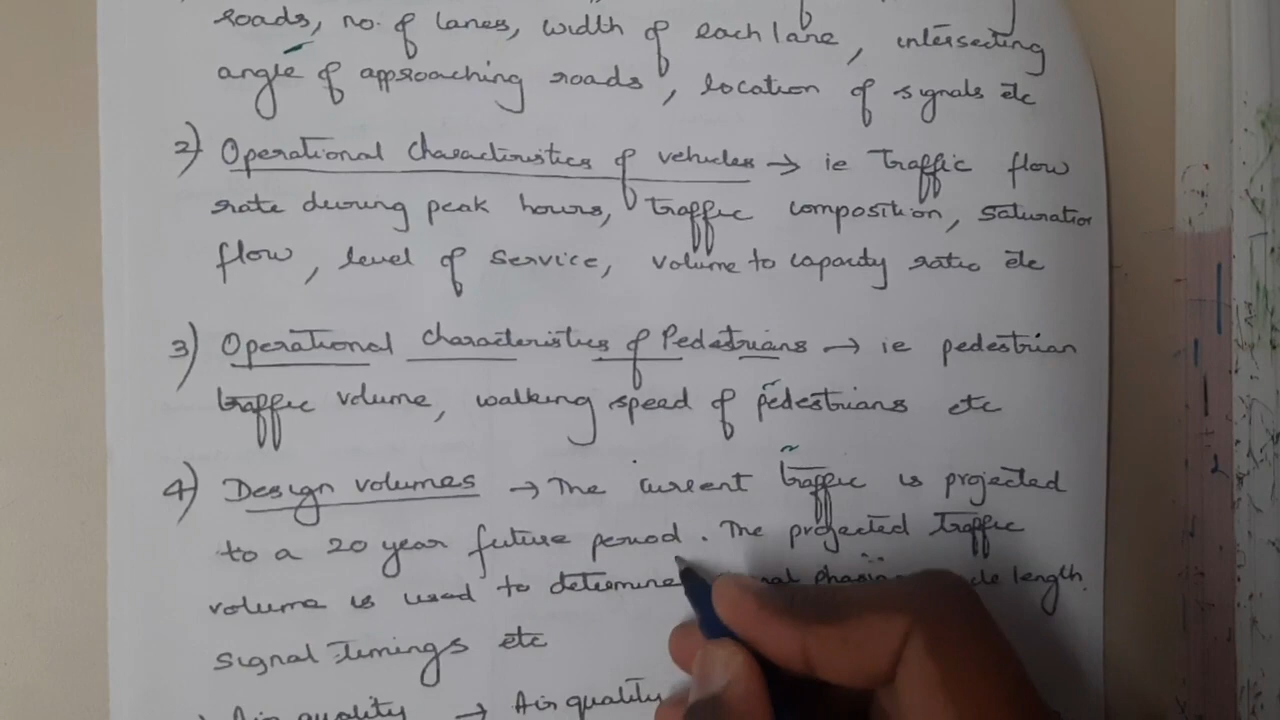 roads, no. of lanes, width of each lane, intersecting
angle of approaching roads, location of signals etc
2) Operational characteristics of vehicles → ie Traffic flow
rate during peak hours, traffic composition, saturation
flow, level of service, volume to capacity ratio etc
3) Operational characteristics of Pedestrians → ie pedestrian
traffic volume, walking speed of pedestrians etc
4) Design volumes → The current traffic is projected
to a 20 year future period. The projected traffic
volume is used to determine length.
signal timings etc
Air quality → Air quality